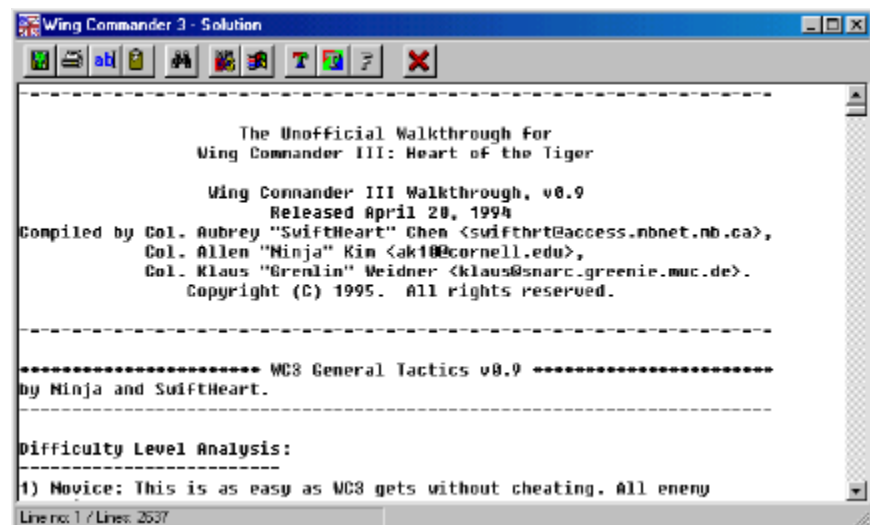 Wing Commander 3 - Solution
The Unofficial Walkthrough for
Wing Commander III: Heart of the Tiger
Wing Commander III Walkthrough, v0.9
Released April 20, 1994
Compiled by Col. Aubrey "SwiftHeart" Chen <swifthrt@access.mbnet.mb.ca>,
Col. Allen "Ninja" Kim <ak10@cornell.edu>,
Col. Klaus "Gremlin" Weidner <klaus@snarc.greenie.muc.de>.
Copyright (C) 1995.  All rights reserved.
*********************** WC3 General Tactics v0.9 ***********************
by Ninja and SwiftHeart.
Difficulty Level Analysis:
-------------------------
1) Novice: This is as easy as WC3 gets without cheating. All enemy
Line no: 1 / Lines: 2637